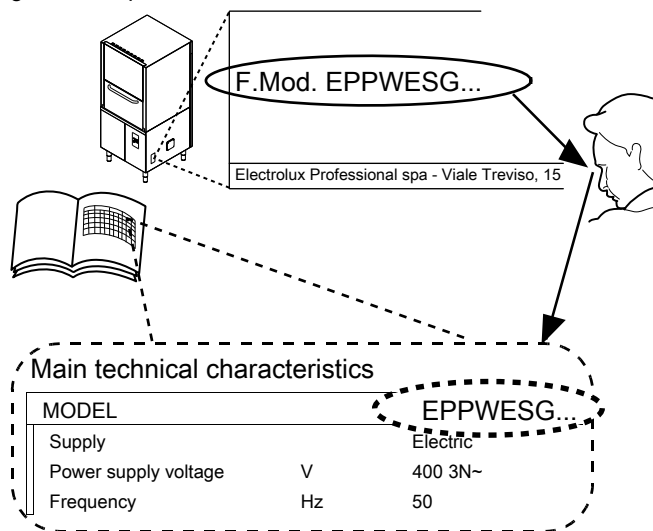 F.Mod. EPPWESG...
Electrolux Professional spa - Viale Treviso, 15
Main technical characteristics
MODEL EPPWESG...
Supply Electric
Power supply voltage V 400 3N~
Frequency Hz 50